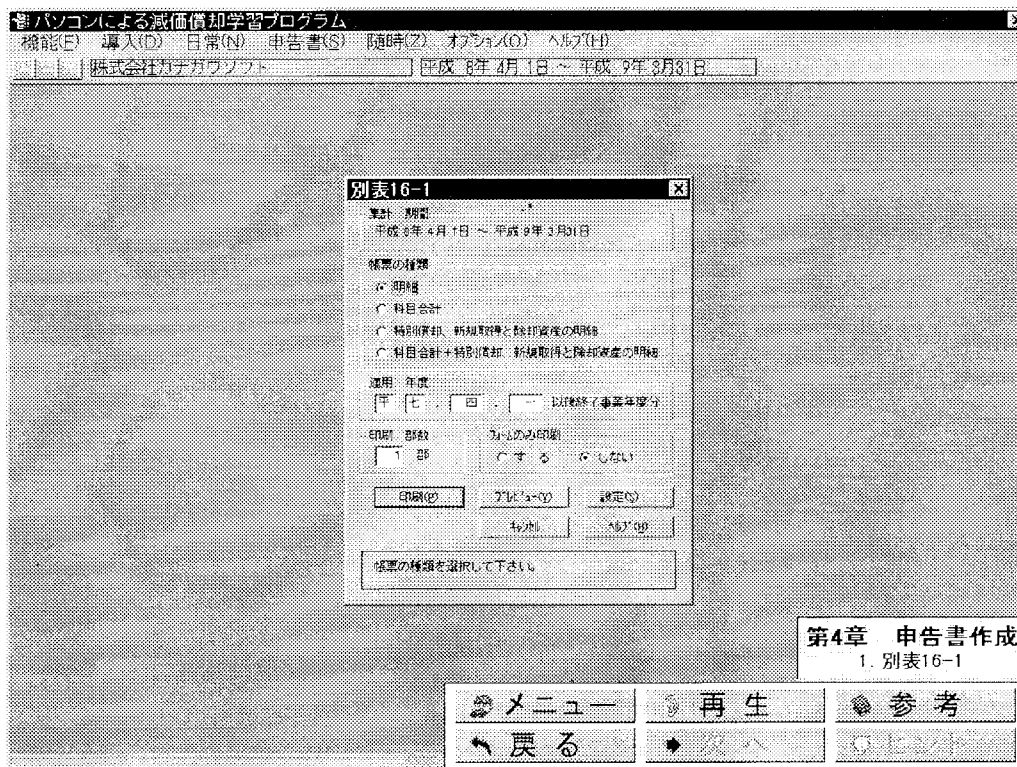 パソコンによる減価償却学習プログラム
機能(F) 導入(D) 日常(N) 申告書(S) 随時(Z) オプション(O) ヘルプ(H)
株式会社カナガワソフト 平成 8年 4月 1日 ～ 平成 9年 3月31日
別表16-1
集計 期間
平成 8年 4月 1日 ～ 平成 9年 3月31日
帳票の種類
明細
科目合計
特別償却、新規取得と除却資産の明細
科目合計+特別償却、新規取得と除却資産の明細
適用 年度
平 七 . 四 . 一 以後終了事業年度分
印刷 部数 フォームのみ印刷
1 部 す る しない
印刷(P) プレビュー(V) 設定(S)
キャンセル ヘルプ(H)
帳票の種類を選択して下さい。
第4章 申告書作成
1. 別表16-1
メニュー 再 生 参 考
戻 る 次 へ ヒント